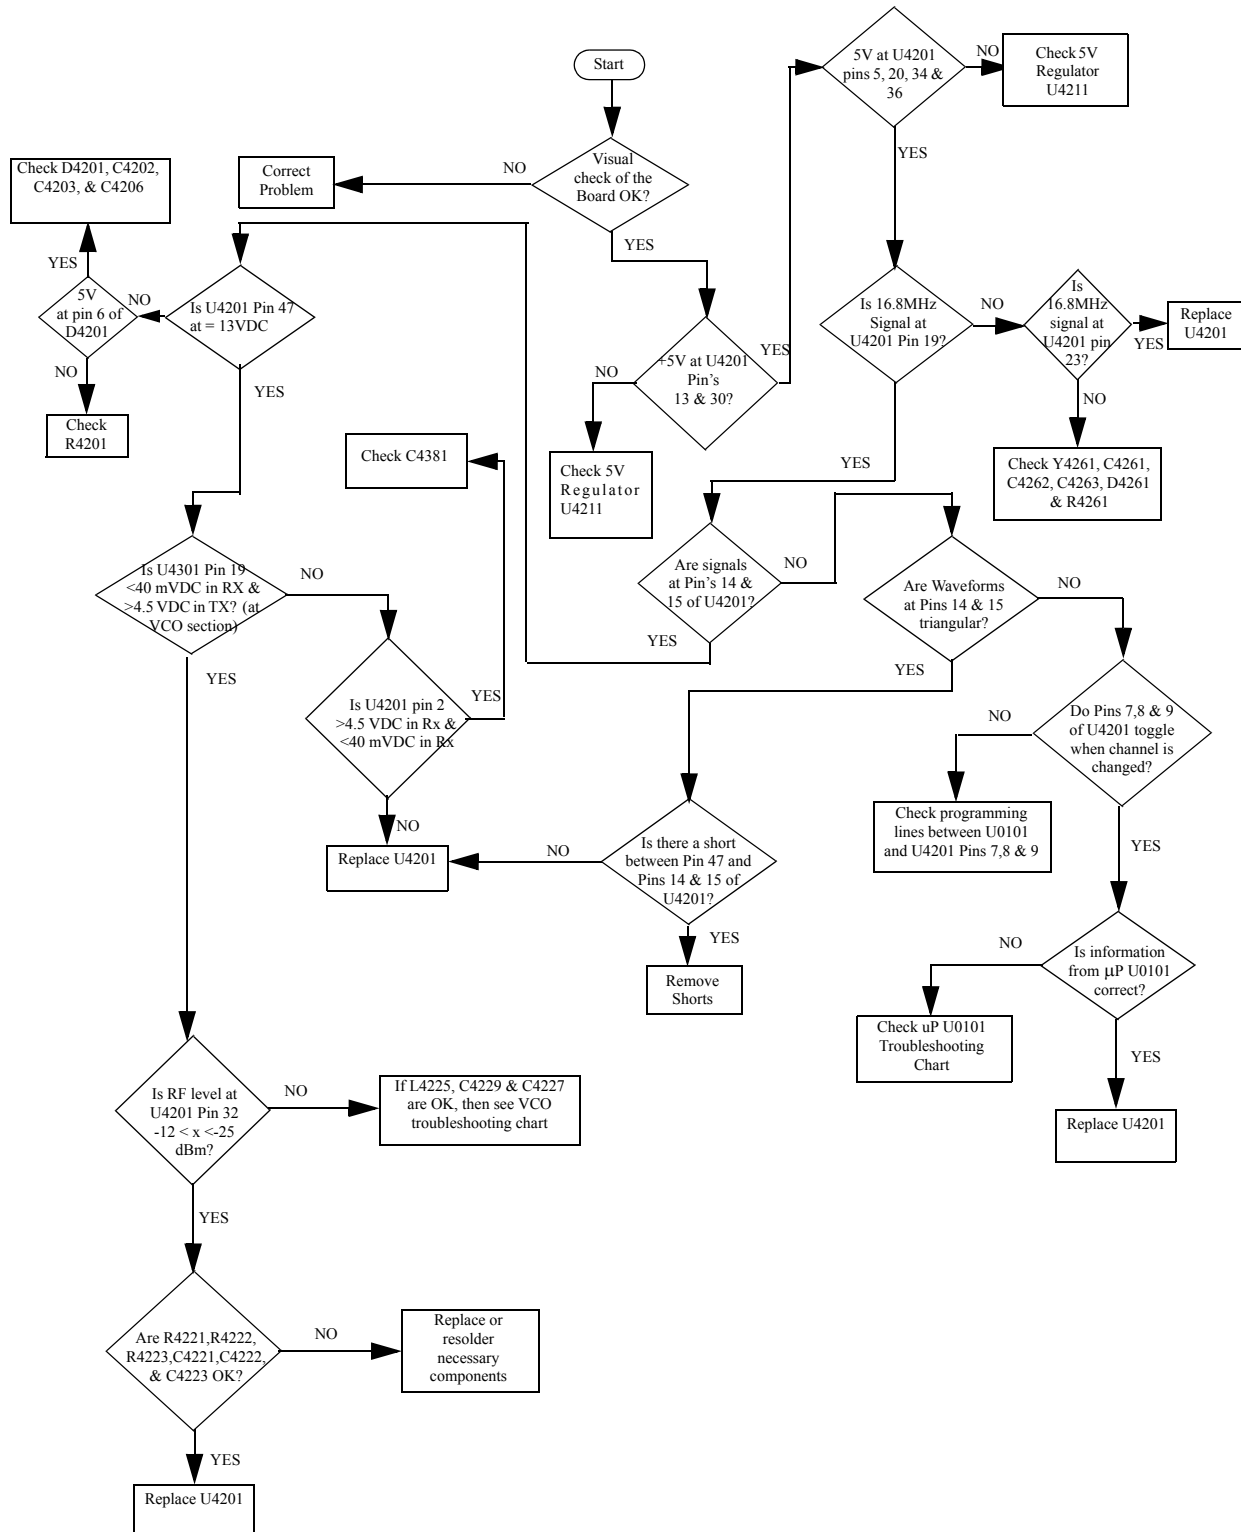 Start
Visual
check of the
Board OK?
NO
Correct
Problem
YES
+5V at U4201
Pin's
13 & 30?
NO
Check 5V
Regulator
U4211
YES
5V at U4201
pins 5, 20, 34 &
36
NO
Check 5V
Regulator
U4211
YES
Is 16.8MHz
Signal at
U4201 Pin 19?
NO
Is
16.8MHz
signal at
U4201 pin
23?
YES
Replace
U4201
NO
Check Y4261, C4261,
C4262, C4263, D4261
& R4261
YES
Are signals
at Pin's 14 &
15 of U4201?
NO
Are Waveforms
at Pins 14 & 15
triangular?
NO
Do Pins 7,8 & 9
of U4201 toggle
when channel is
changed?
NO
Check programming
lines between U0101
and U4201 Pins 7,8 & 9
YES
Is information
from μP U0101
correct?
NO
Check uP U0101
Troubleshooting
Chart
YES
Replace U4201
YES
Is there a short
between Pin 47 and
Pins 14 & 15 of
U4201?
NO
Replace U4201
YES
Remove
Shorts
YES
Is U4201 Pin 47
at = 13VDC
NO
5V
at pin 6 of
D4201
YES
Check D4201, C4202,
C4203, & C4206
NO
Check
R4201
YES
Is U4301 Pin 19
<40 mVDC in RX &
>4.5 VDC in TX? (at
VCO section)
NO
Is U4201 pin 2
>4.5 VDC in Rx &
<40 mVDC in Rx
YES
Check C4381
NO
YES
Is RF level at
U4201 Pin 32
-12 < x <-25
dBm?
NO
If L4225, C4229 & C4227
are OK, then see VCO
troubleshooting chart
YES
Are R4221,R4222,
R4223,C4221,C4222,
& C4223 OK?
NO
Replace or
resolder
necessary
components
YES
Replace U4201